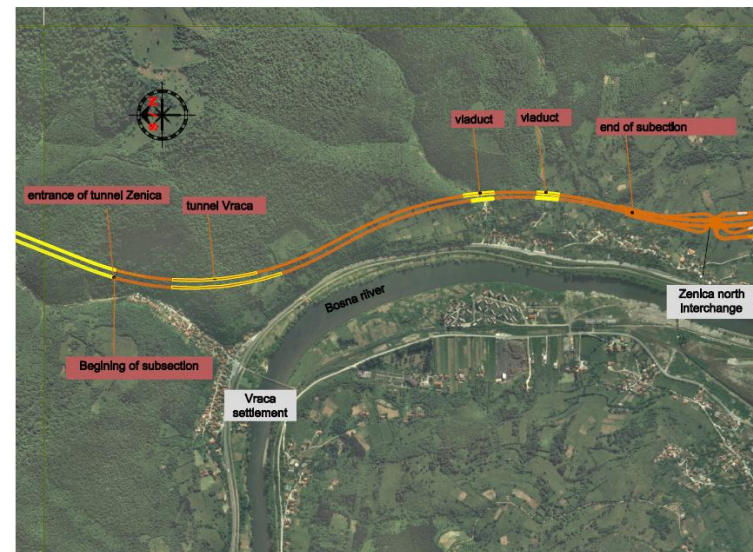 viaduct
viaduct
end of subection
entrance of tunnel Zenica
tunnel Vraca
Bosna riiver
Zenica north
interchange
Begining of subsection
Vraca
settlement